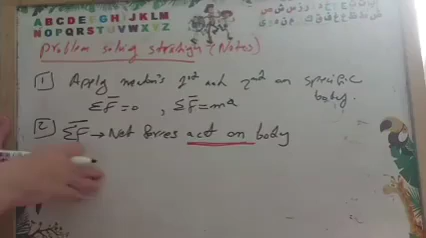 ABCDEFGHIJKLM
NOPQRSTUVWXYZ
Problem solving strategies (Notes)
1 Apply Newton's 1st and 2nd on specific body.
ΣF̅=0 , ΣF̅=ma
2 ΣF̅→Net forces act on body